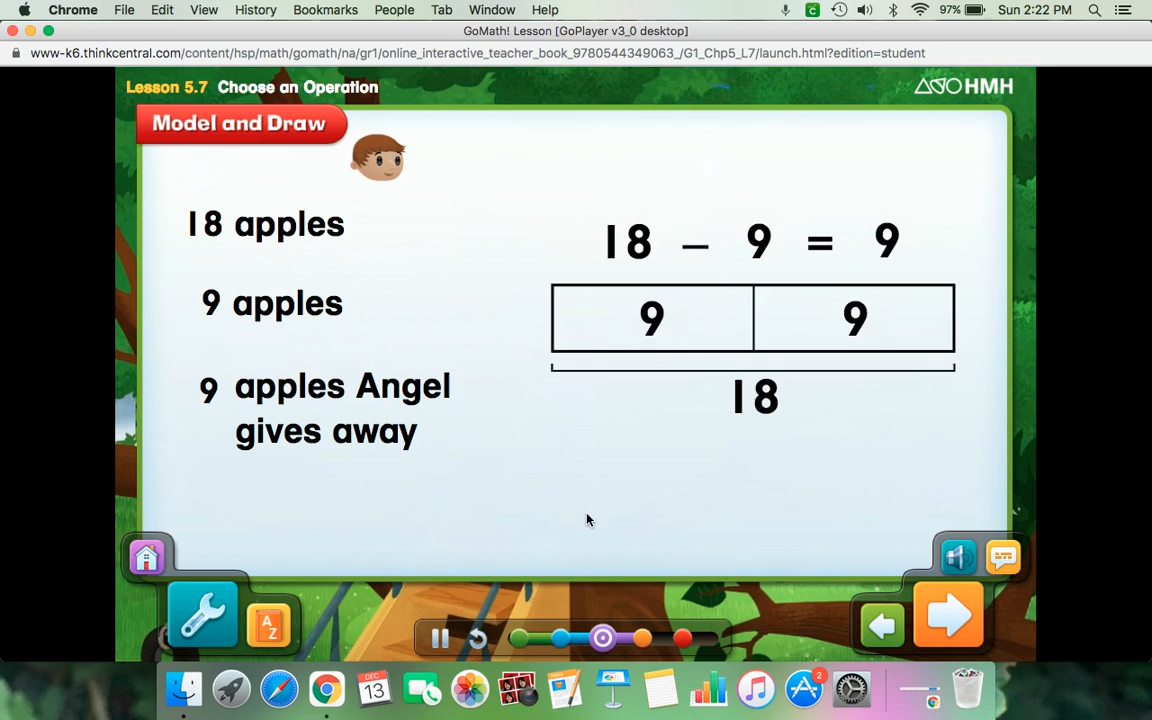 Chrome File Edit View History Bookmarks People Tab Window Help 97% Sun 2:22 PM
GoMath! Lesson [GoPlayer v3_0 desktop]
www-k6.thinkcentral.com/content/hsp/math/gomath/na/gr1/online_interactive_teacher_book_9780544349063_/G1_Chp5_L7/launch.html?edition=student
Lesson 5.7 Choose an Operation
HMH
Model and Draw
18 apples
18 – 9 = 9
9 apples
9 9
9 apples Angel
gives away
18
A
Z
DEC
13
2